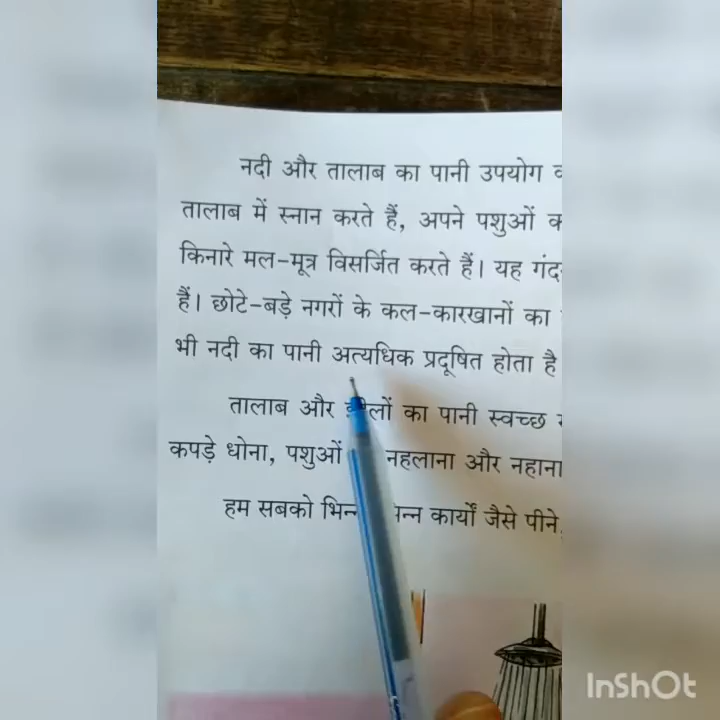 नदी और तालाब का पानी उपयोग
तालाब में स्नान करते हैं, अपने पशुओं
किनारे मल-मूत्र विसर्जित करते हैं। यह
हैं। छोटे-बड़े नगरों के कल-कारखानों का
भी नदी का पानी अत्यधिक प्रदूषित होता है
तालाब और का पानी स्वच्छ
कपड़े धोना, पशुओं नहलाना और नहाना
हम सबको कार्यों जैसे पीने
InShOt